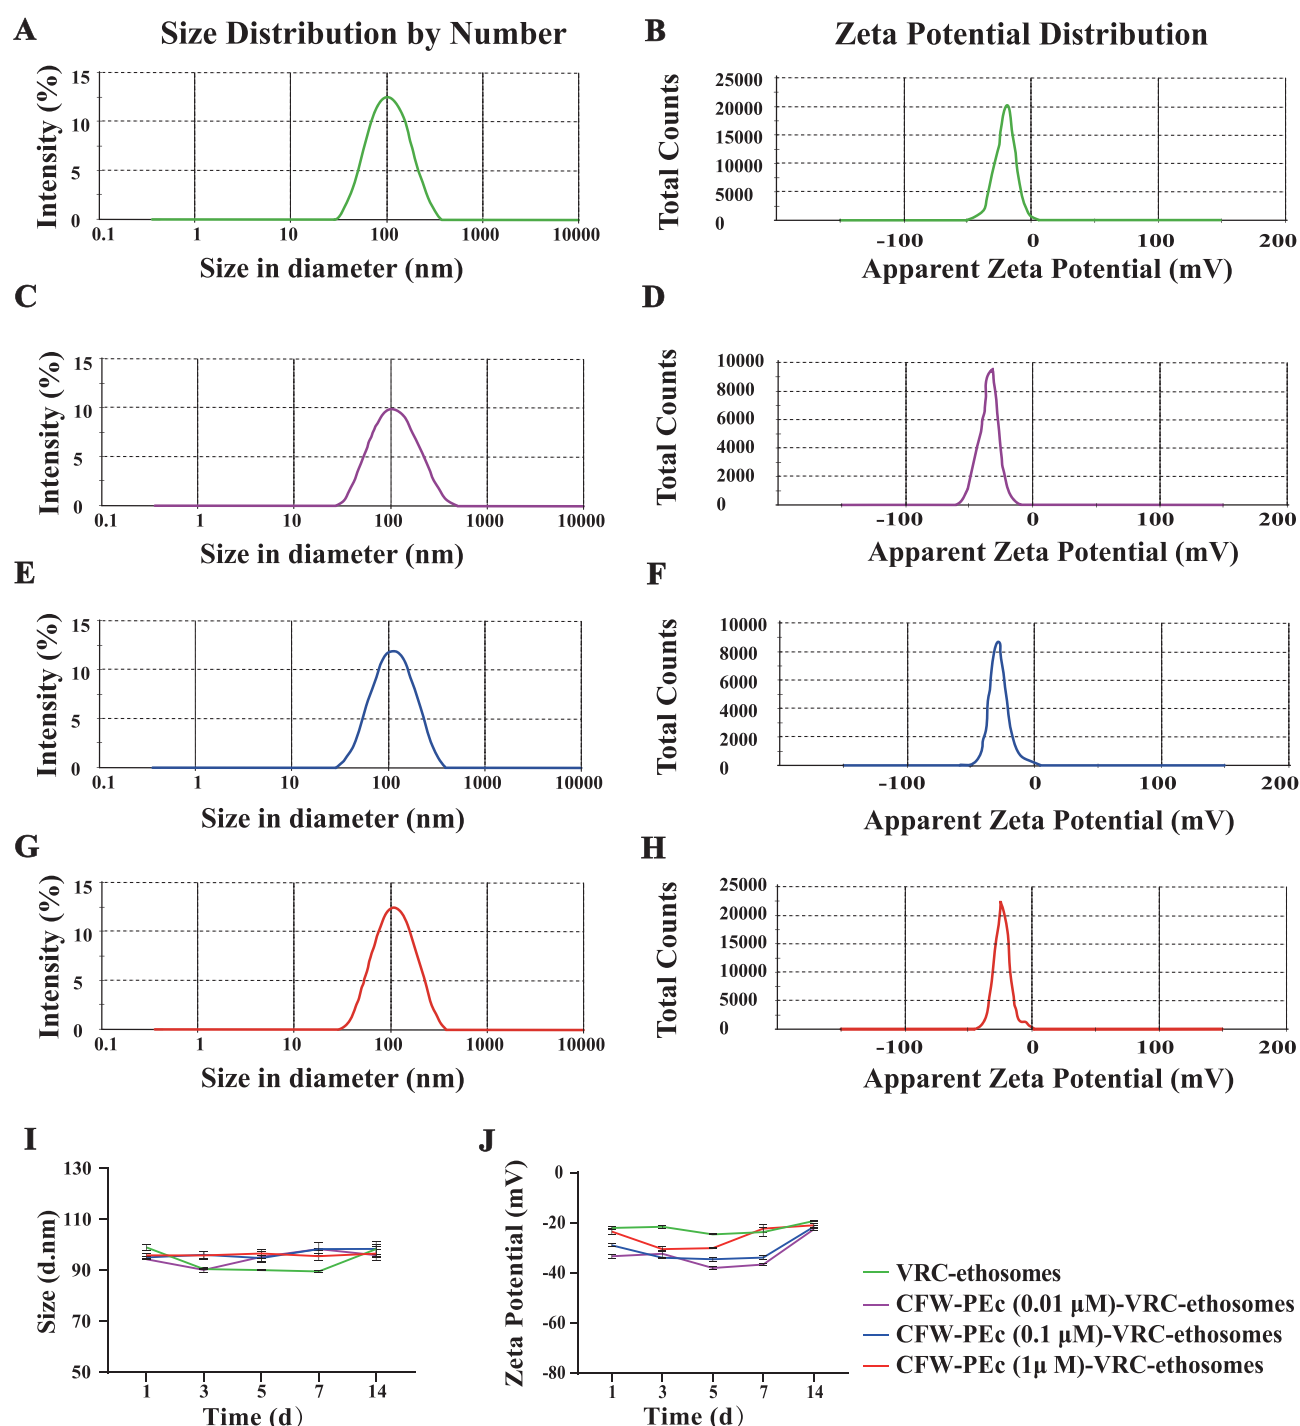 A Size Distribution by Number
B Zeta Potential Distribution
Intensity (%)
15
10
5
0
0.1 1 10 100 1000 10000
Size in diameter (nm)
Total Counts
25000
20000
15000
10000
5000
0
-100 0 100 200
Apparent Zeta Potential (mV)
C
Intensity (%)
15
10
5
0
0.1 1 10 100 1000 10000
Size in diameter (nm)
D
Total Counts
10000
8000
6000
4000
2000
0
-100 0 100 200
Apparent Zeta Potential (mV)
E
Intensity (%)
15
10
5
0
0.1 1 10 100 1000 10000
Size in diameter (nm)
F
Total Counts
10000
8000
6000
4000
2000
0
-100 0 100 200
Apparent Zeta Potential (mV)
G
Intensity (%)
15
10
5
0
0.1 1 10 100 1000 10000
Size in diameter (nm)
H
Total Counts
25000
20000
15000
10000
5000
0
-100 0 100 200
Apparent Zeta Potential (mV)
I
Size (d.nm)
130
110
90
70
50
1 3 5 7 14
Time (d)
J
Zeta Potential (mV)
0
-20
-40
-60
-80
1 3 5 7 14
Time (d)
VRC-ethosomes
CFW-PEc (0.01 μM)-VRC-ethosomes
CFW-PEc (0.1 μM)-VRC-ethosomes
CFW-PEc (1μ M)-VRC-ethosomes